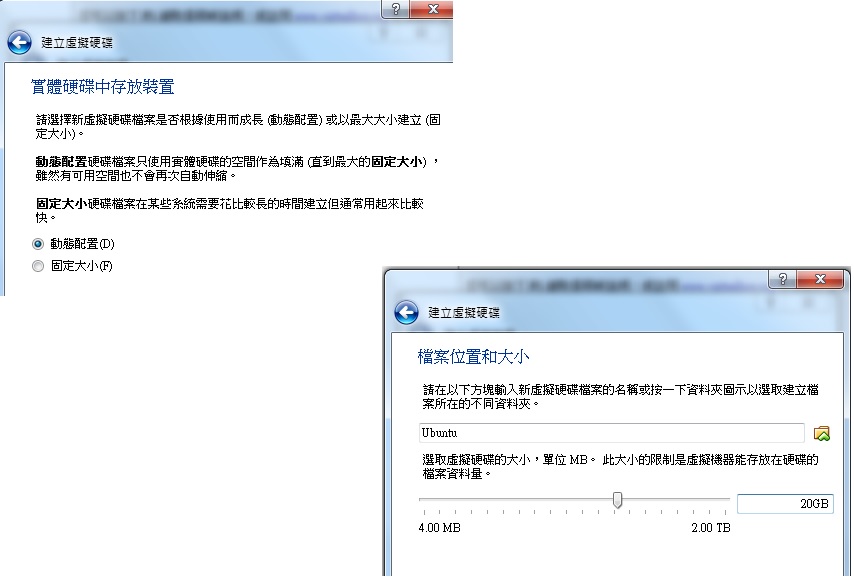 建立虛擬硬碟
實體硬碟中存放裝置
請選擇新虛擬硬碟檔案是否根據使用而成長 (動態配置) 或以最大大小建立 (固
定大小)。
動態配置硬碟檔案只使用實體硬碟的空間作為填滿 (直到最大的固定大小) ，
雖然有可用空間也不會再次自動伸縮。
固定大小硬碟檔案在某些系統需要花比較長的時間建立但通常用起來比較
快。
動態配置(D)
固定大小(F)
建立虛擬硬碟
檔案位置和大小
請在以下方塊輸入新虛擬硬碟檔案的名稱或按一下資料夾圖示以選取建立檔
案所在的不同資料夾。
Ubuntu
選取虛擬硬碟的大小，單位 MB。 此大小的限制是虛擬機器能存放在硬碟的
檔案資料量。
20GB
4.00 MB 2.00 TB